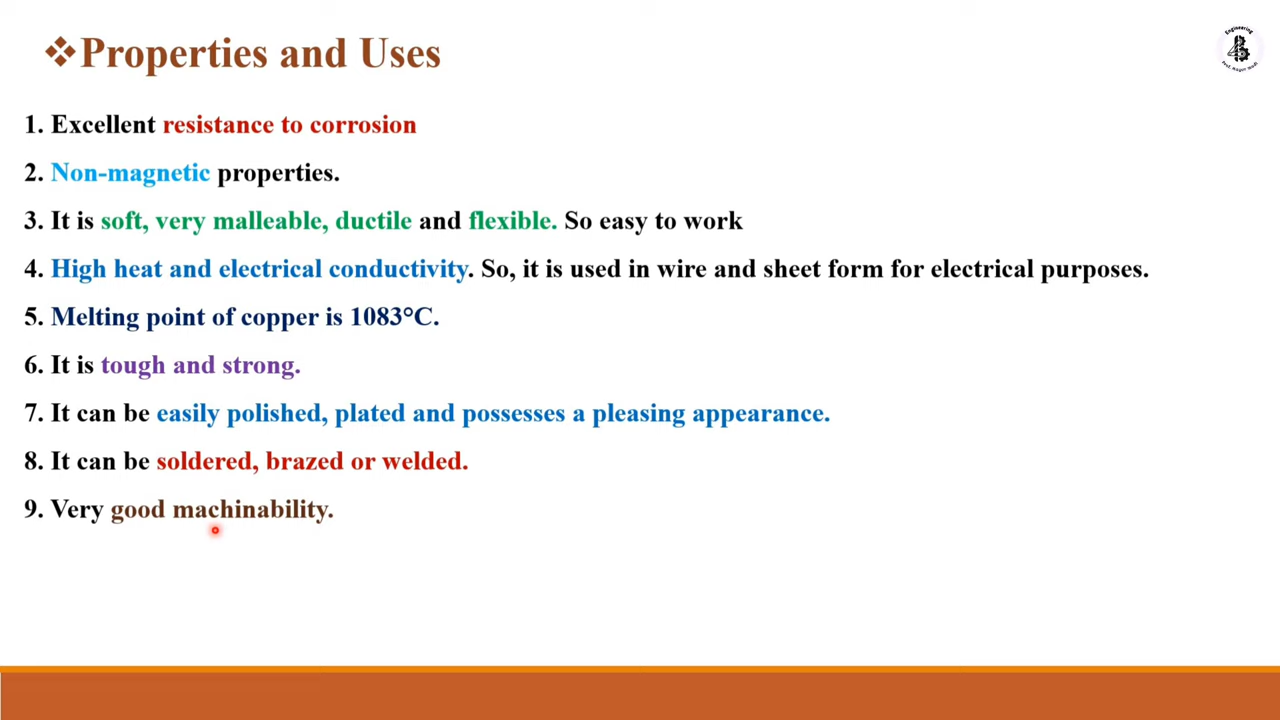 ❖Properties and Uses
Engineering
Prof. Mayur Modi
1. Excellent resistance to corrosion
2. Non-magnetic properties.
3. It is soft, very malleable, ductile and flexible. So easy to work
4. High heat and electrical conductivity. So, it is used in wire and sheet form for electrical purposes.
5. Melting point of copper is 1083°C.
6. It is tough and strong.
7. It can be easily polished, plated and possesses a pleasing appearance.
8. It can be soldered, brazed or welded.
9. Very good machinability.